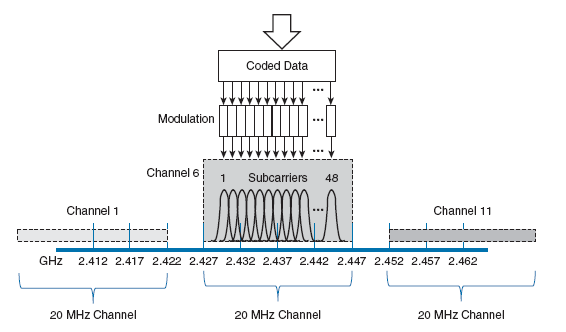 Coded Data
...
Modulation ...
...
Channel 6
1 Subcarriers 48
...
Channel 1
Channel 11
GHz 2.412 2.417 2.422 2.427 2.432 2.437 2.442 2.447 2.452 2.457 2.462
20 MHz Channel 20 MHz Channel 20 MHz Channel